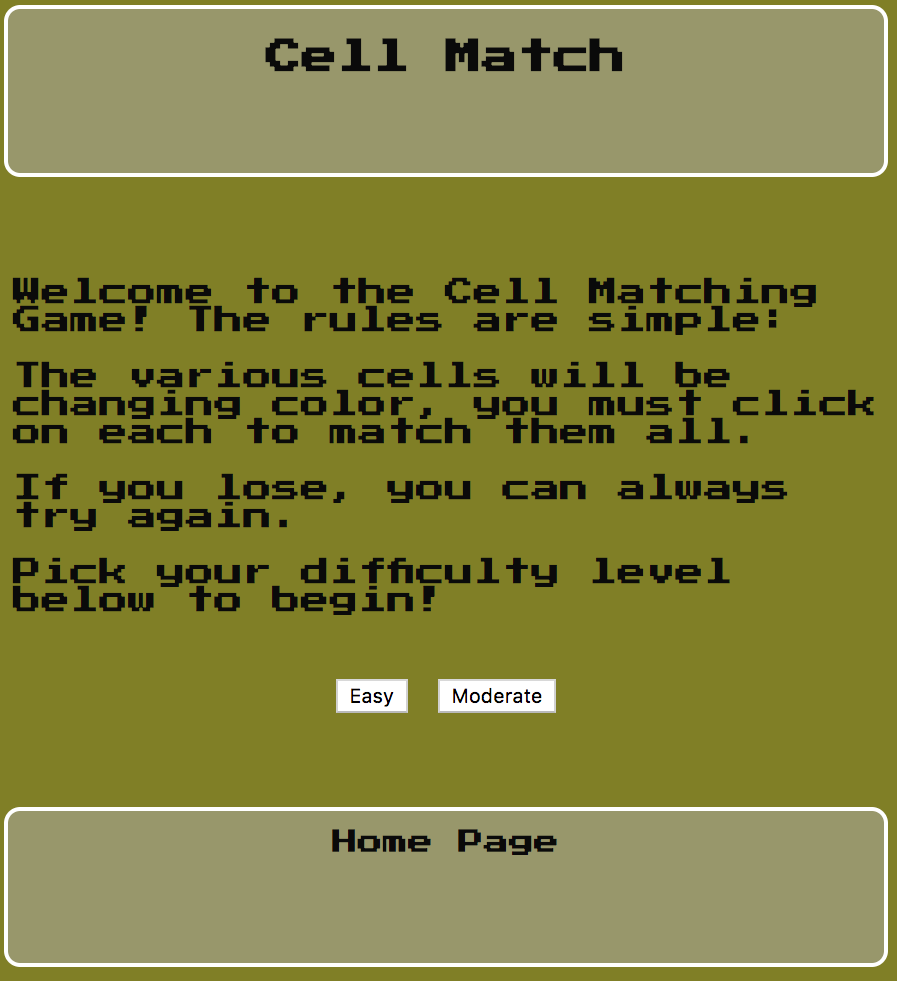 Cell Match
Welcome to the Cell Matching
Game! The rules are simple:
The various cells will be
changing color, you must click
on each to match them all.
If you lose, you can always
try again.
Pick your difficulty level
below to begin!
Easy
Moderate
Home Page